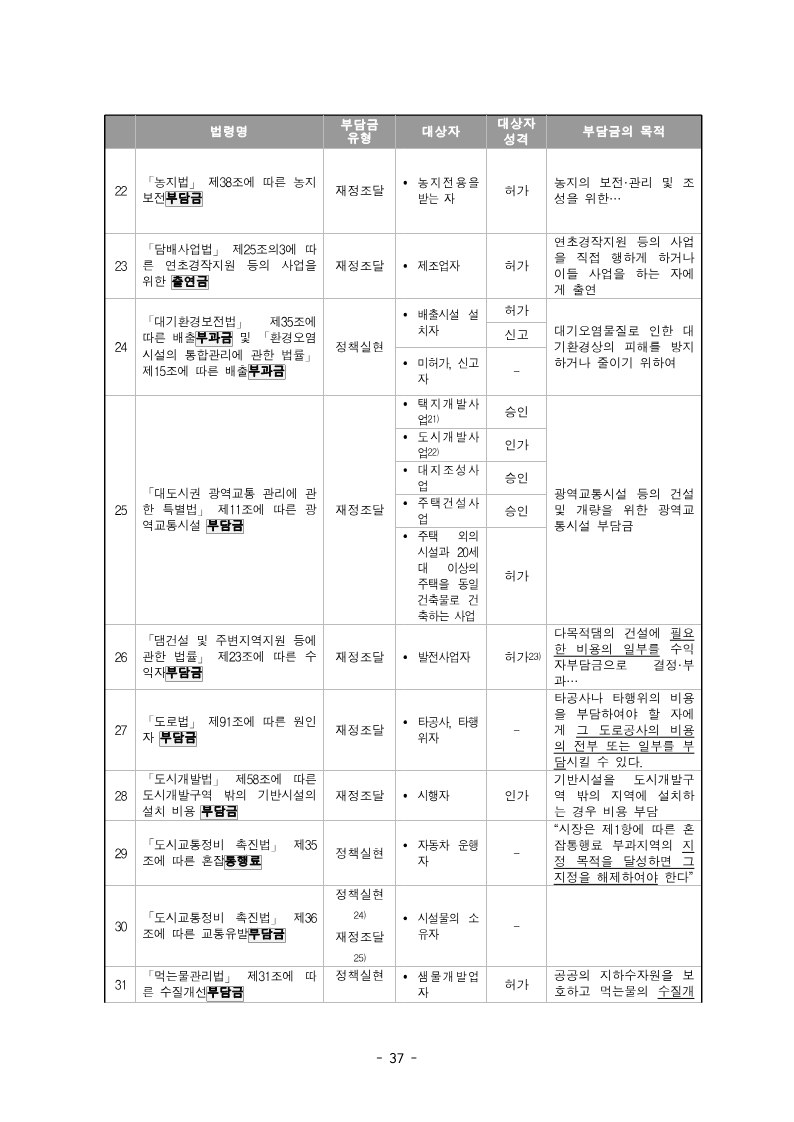 법령명
부담금
유형
대상자
대상자
성격
부담금의 목적
22
「농지법」 제38조에 따른 농지
보전부담금
재정조달
• 농지전용을
받는 자
허가
농지의 보전·관리 및 조
성을 위한…
23
「담배사업법」 제25조의3에 따
른 연초경작지원 등의 사업을
위한 출연금
재정조달
• 제조업자
허가
연초경작지원 등의 사업
을 직접 행하게 하거나
이들 사업을 하는 자에
게 출연
24
「대기환경보전법」 제35조에
따른 배출부과금 및 「환경오염
시설의 통합관리에 관한 법률」
제15조에 따른 배출부과금
정책실현
• 배출시설 설
치자
허가
신고
• 미허가, 신고
자
–
대기오염물질로 인한 대
기환경상의 피해를 방지
하거나 줄이기 위하여
25
「대도시권 광역교통 관리에 관
한 특별법」 제11조에 따른 광
역교통시설 부담금
재정조달
• 택지개발사
업21)
승인
• 도시개발사
업22)
인가
• 대지조성사
업
승인
• 주택건설사
업
승인
• 주택 외의
시설과 20세
대 이상의
주택을 동일
건축물로 건
축하는 사업
허가
광역교통시설 등의 건설
및 개량을 위한 광역교
통시설 부담금
26
「댐건설 및 주변지역지원 등에
관한 법률」 제23조에 따른 수
익자부담금
재정조달
• 발전사업자
허가23)
다목적댐의 건설에 필요
한 비용의 일부를 수익
자부담금으로 결정·부
과…
27
「도로법」 제91조에 따른 원인
자 부담금
재정조달
• 타공사, 타행
위자
–
타공사나 타행위의 비용
을 부담하여야 할 자에
게 그 도로공사의 비용
의 전부 또는 일부를 부
담시킬 수 있다.
28
「도시개발법」 제58조에 따른
도시개발구역 밖의 기반시설의
설치 비용 부담금
재정조달
• 시행자
인가
기반시설을 도시개발구
역 밖의 지역에 설치하
는 경우 비용 부담
29
「도시교통정비 촉진법」 제35
조에 따른 혼잡통행료
정책실현
• 자동차 운행
자
–
“시장은 제1항에 따른 혼
잡통행료 부과지역의 지
정 목적을 달성하면 그
지정을 해제하여야 한다”
30
「도시교통정비 촉진법」 제36
조에 따른 교통유발부담금
정책실현
24)
재정조달
25)
• 시설물의 소
유자
–
31
「먹는물관리법」 제31조에 따
른 수질개선부담금
정책실현
• 샘물개발업
자
허가
공공의 지하수자원을 보
호하고 먹는물의 수질개
- 37 -